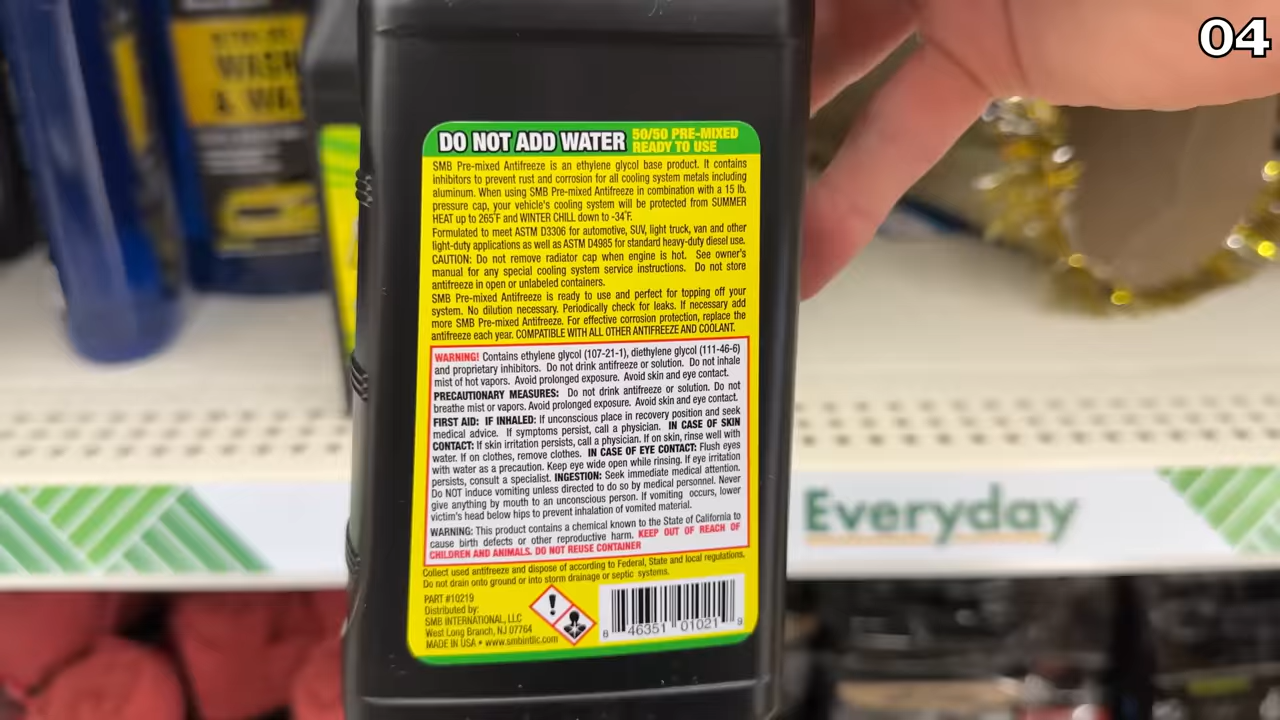 04
WASH
& WA
DO NOT ADD WATER 50/50 PRE-MIXED
READY TO USE
SMB Pre-mixed Antifreeze is an ethylene glycol base product. It contains
inhibitors to prevent rust and corrosion for all cooling system metals including
aluminum. When using SMB Pre-mixed Antifreeze in combination with a 15 lb.
pressure cap, your vehicle's cooling system will be protected from SUMMER
HEAT up to 265°F and WINTER CHILL down to -34°F.
Formulated to meet ASTM D3306 for automotive, SUV, light truck, van and other
light-duty applications as well as ASTM D4985 for standard heavy-duty diesel use.
CAUTION: Do not remove radiator cap when engine is hot. See owner's
manual for any special cooling system service instructions. Do not store
antifreeze in open or unlabeled containers.
SMB Pre-mixed Antifreeze is ready to use and perfect for topping off your
system. No dilution necessary. Periodically check for leaks. If necessary add
more SMB Pre-mixed Antifreeze. For effective corrosion protection, replace the
antifreeze each year. COMPATIBLE WITH ALL OTHER ANTIFREEZE AND COOLANT.
WARNING! Contains ethylene glycol (107-21-1), diethylene glycol (111-46-6)
and proprietary inhibitors. Do not drink antifreeze or solution. Do not inhale
mist of hot vapors. Avoid prolonged exposure. Avoid skin and eye contact.
PRECAUTIONARY MEASURES: Do not drink antifreeze or solution. Do not
breathe mist or vapors. Avoid prolonged exposure. Avoid skin and eye contact.
FIRST AID: IF INHALED: If unconscious place in recovery position and seek
medical advice. If symptoms persist, call a physician. IN CASE OF SKIN
CONTACT: If skin irritation persists, call a physician. If on skin, rinse well with
water. If on clothes, remove clothes. IN CASE OF EYE CONTACT: Flush eyes
with water as a precaution. Keep eye wide open while rinsing. If eye irritation
persists, consult a specialist. INGESTION: Seek immediate medical attention.
Do NOT induce vomiting unless directed to do so by medical personnel. Never
give anything by mouth to an unconscious person. If vomiting occurs, lower
victim's head below hips to prevent inhalation of vomited material.
WARNING: This product contains a chemical known to the State of California to
cause birth defects or other reproductive harm. KEEP OUT OF REACH OF
CHILDREN AND ANIMALS. DO NOT REUSE CONTAINER
Collect used antifreeze and dispose of according to Federal, State and local regulations.
Do not drain onto ground or into storm drainage or septic systems.
PART #10219
Distributed by:
SMB INTERNATIONAL, LLC
West Long Branch, NJ 07764
MADE IN USA • www.smbintllc.com
8 46351 01021 9
Everyday